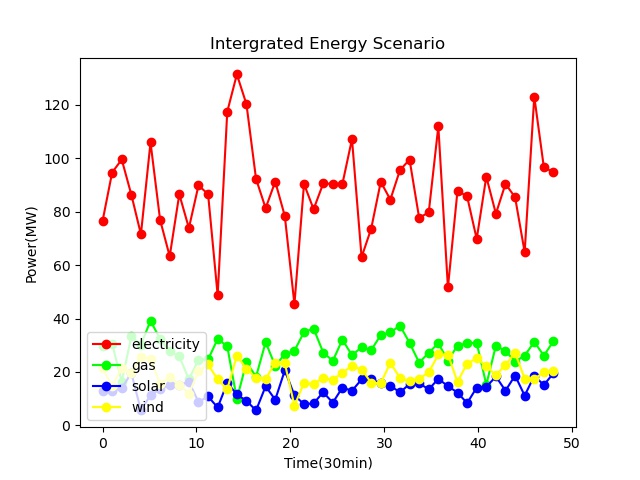 Intergrated Energy Scenario
Power(MW)
120
100
80
60
40
20
0
electricity
gas
solar
wind
0 10 20 30 40 50
Time(30min)